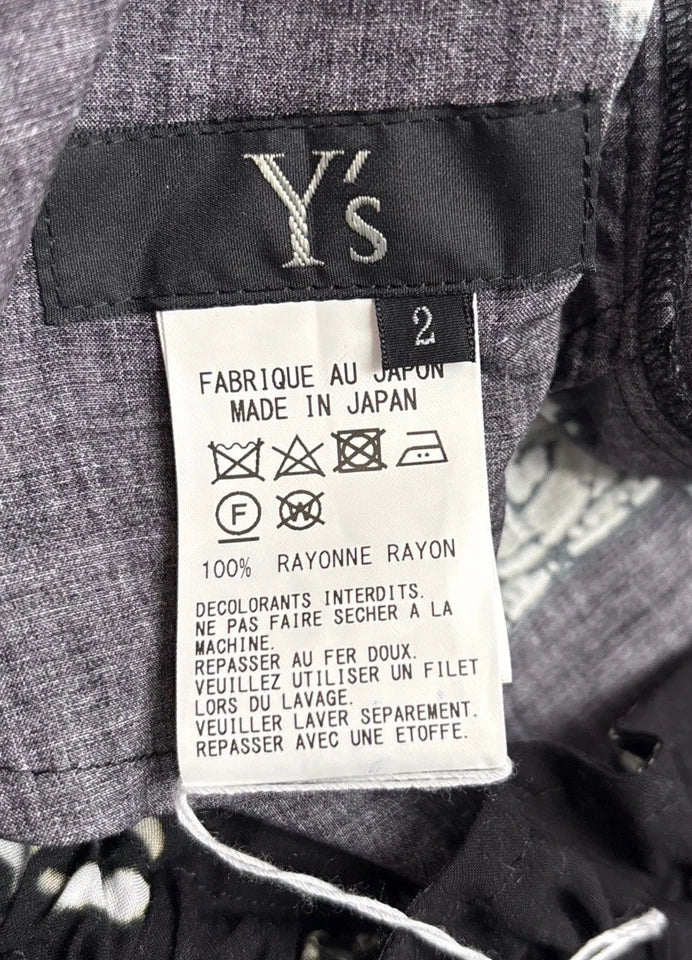 Y's
2
FABRIQUE AU JAPON
MADE IN JAPAN
F W
100% RAYONNE RAYON
DECOLORANTS INTERDITS.
NE PAS FAIRE SECHER A LA
MACHINE.
REPASSER AU FER DOUX.
VEUILLEZ UTILISER UN FILET
LORS DU LAVAGE.
VEUILLER LAVER SEPAREMENT.
REPASSER AVEC UNE ETOFFE.